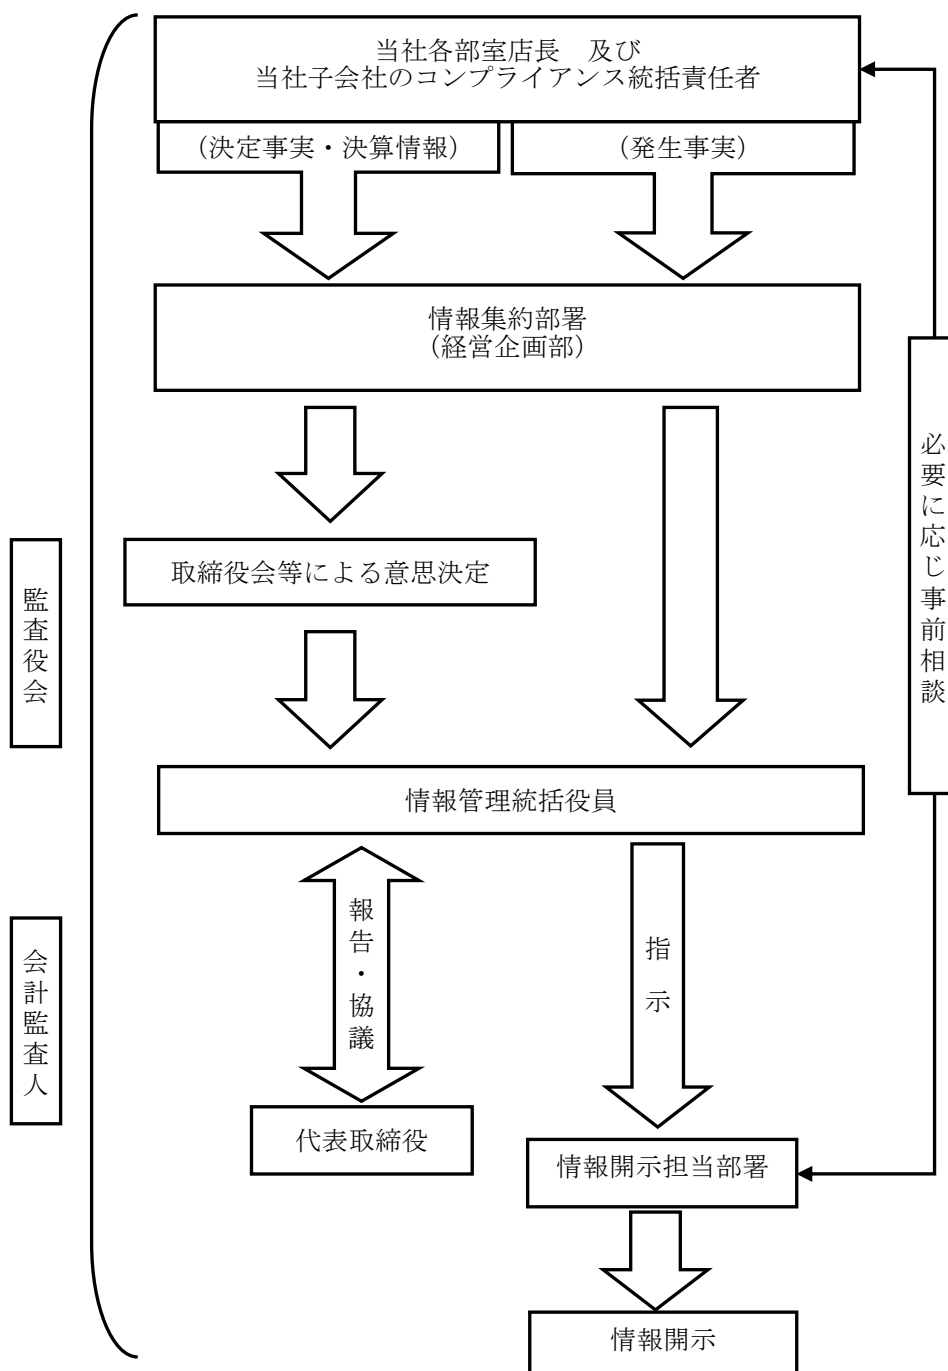 当社各部室店長　及び
当社子会社のコンプライアンス統括責任者
（決定事実・決算情報）
（発生事実）
情報集約部署
（経営企画部）
必要に応じ事前相談
取締役会等による意思決定
監査役会
情報管理統括役員
報告・協議
指示
会計監査人
代表取締役
情報開示担当部署
情報開示